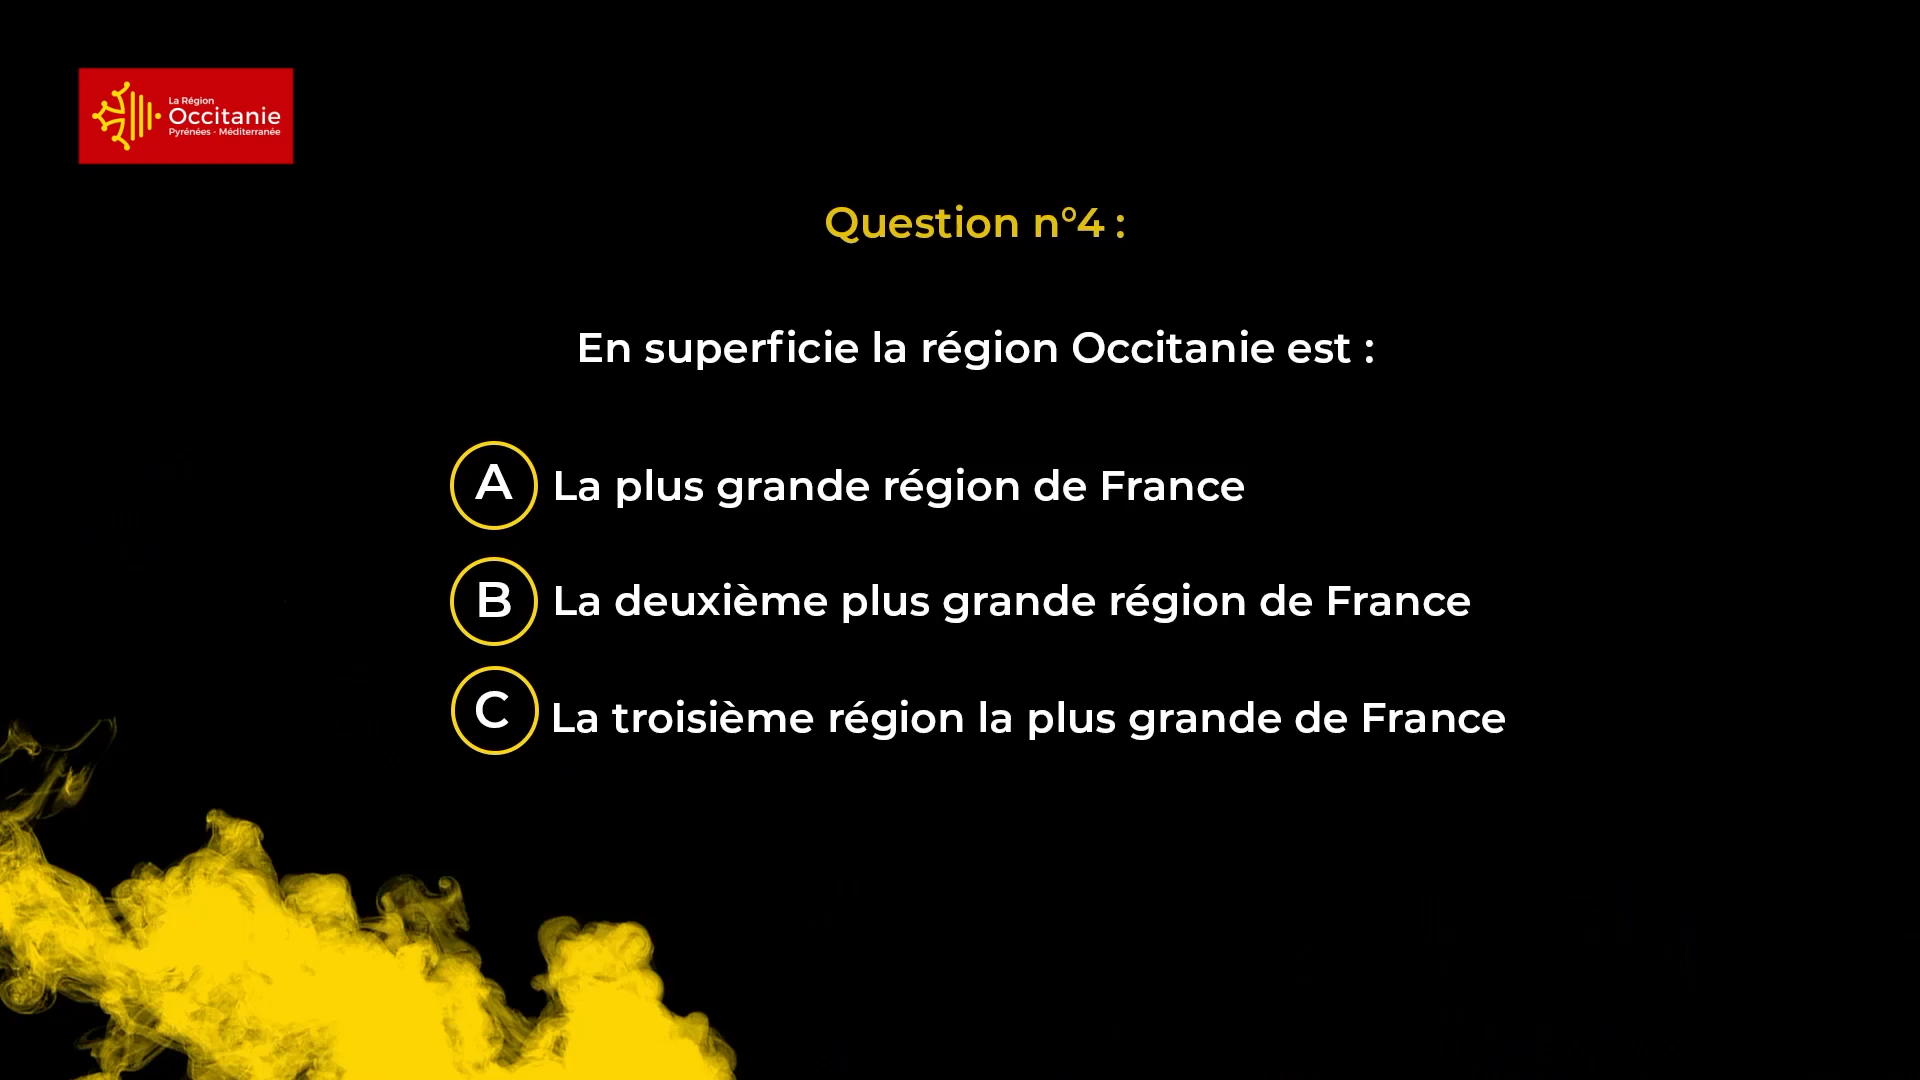 La Région
Occitanie
Pyrénées - Méditerranée
Question n°4 :
En superficie la région Occitanie est :
A La plus grande région de France
B La deuxième plus grande région de France
C La troisième région la plus grande de France